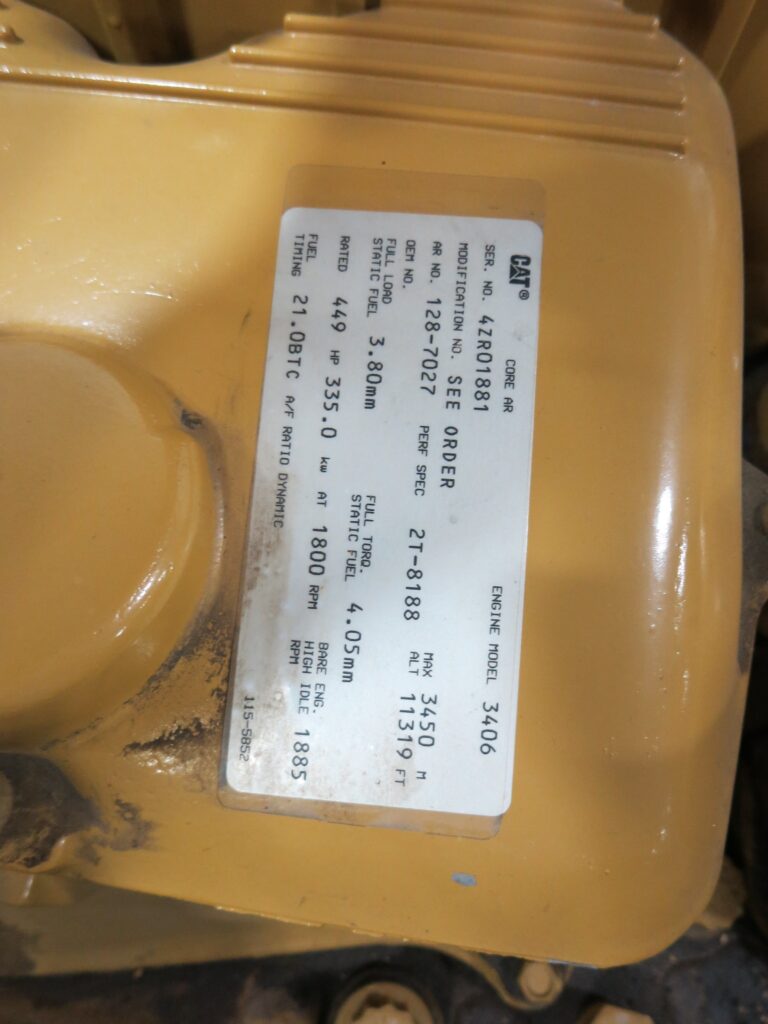 CAT®
CORE AR ENGINE MODEL 3406
SER. NO. 4ZR01881
MODIFICATION NO. SEE ORDER
AR NO. 128-7027 PERF SPEC 2T-8188 MAX ALT 3450 M 11319 FT
OEM NO.
FULL LOAD STATIC FUEL 3.80mm FULL TORQ. STATIC FUEL 4.05mm
RATED 449 HP 335.0 kw AT 1800 RPM BARE ENG. HIGH IDLE RPM 1885
FUEL TIMING 21.0BTC A/F RATIO DYNAMIC
115-5852